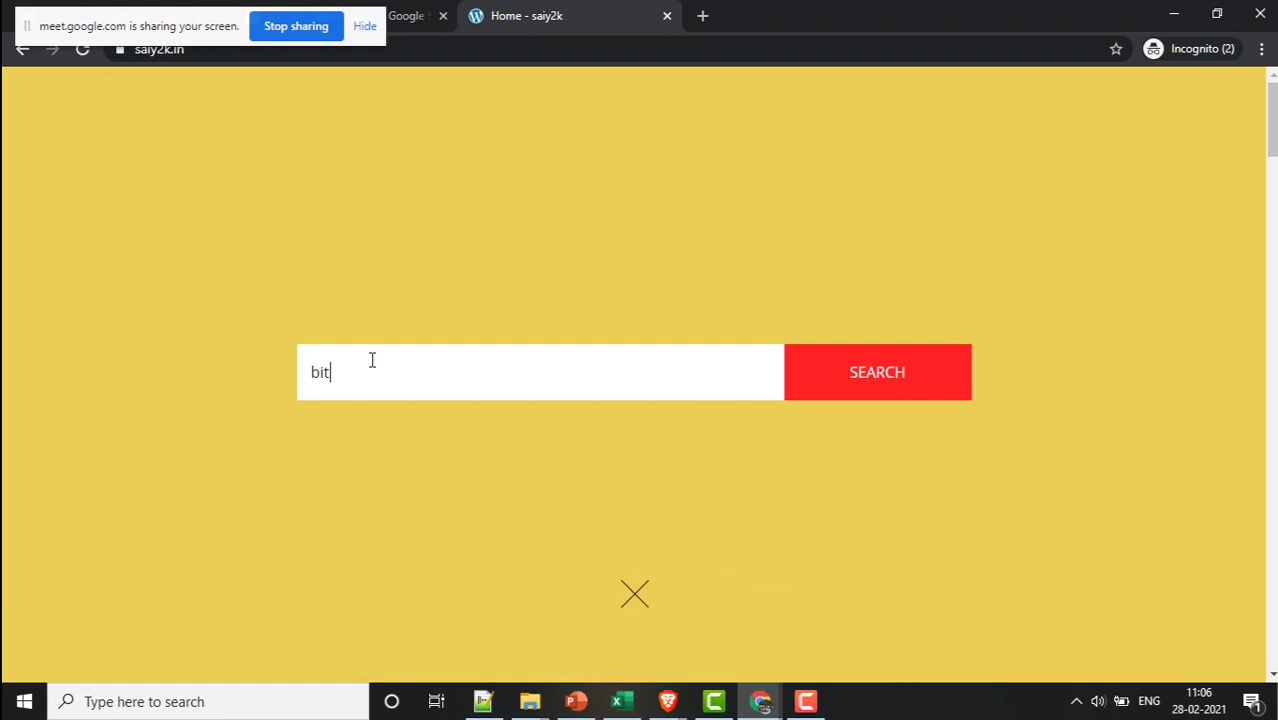 meet.google.com is sharing your screen. Stop sharing Hide
Google
Home - saiy2k
saiy2k.in
Incognito (2)
bit
SEARCH
Type here to search
ENG
11:06
28-02-2021
1